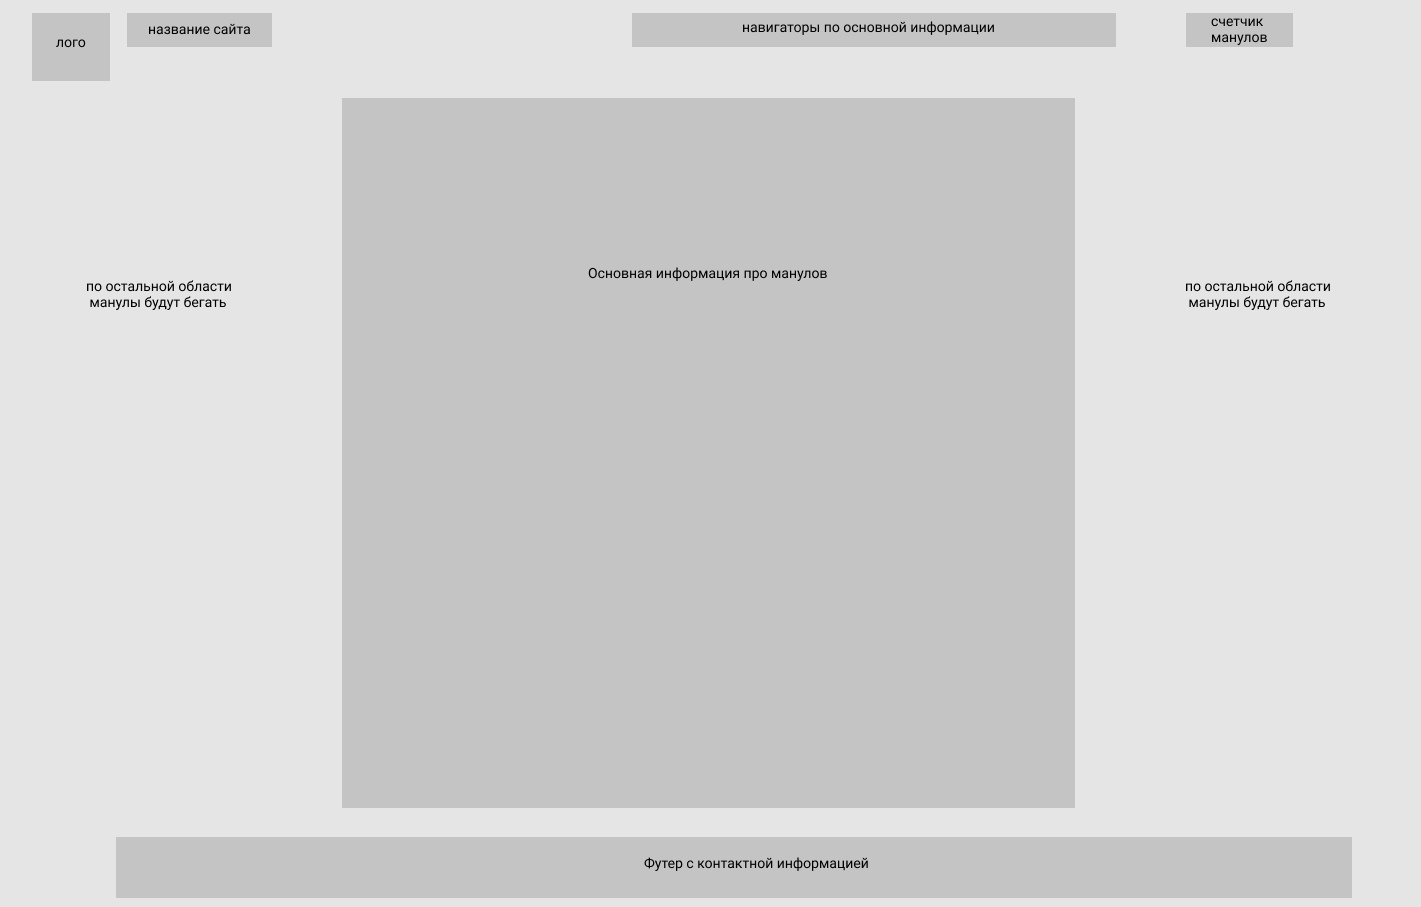 лого
название сайта
навигаторы по основной информации
счетчик
манулов
Основная информация про манулов
по остальной области
манулы будут бегать
по остальной области
манулы будут бегать
Футер с контактной информацией